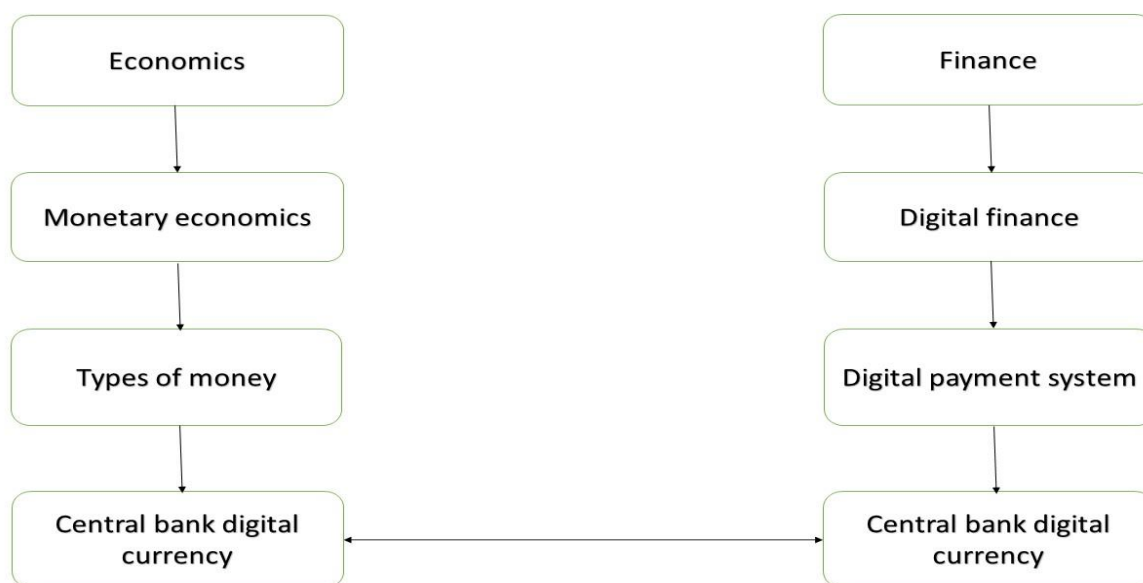 Economics
Finance
Monetary economics
Digital finance
Types of money
Digital payment system
Central bank digital
currency
Central bank digital
currency